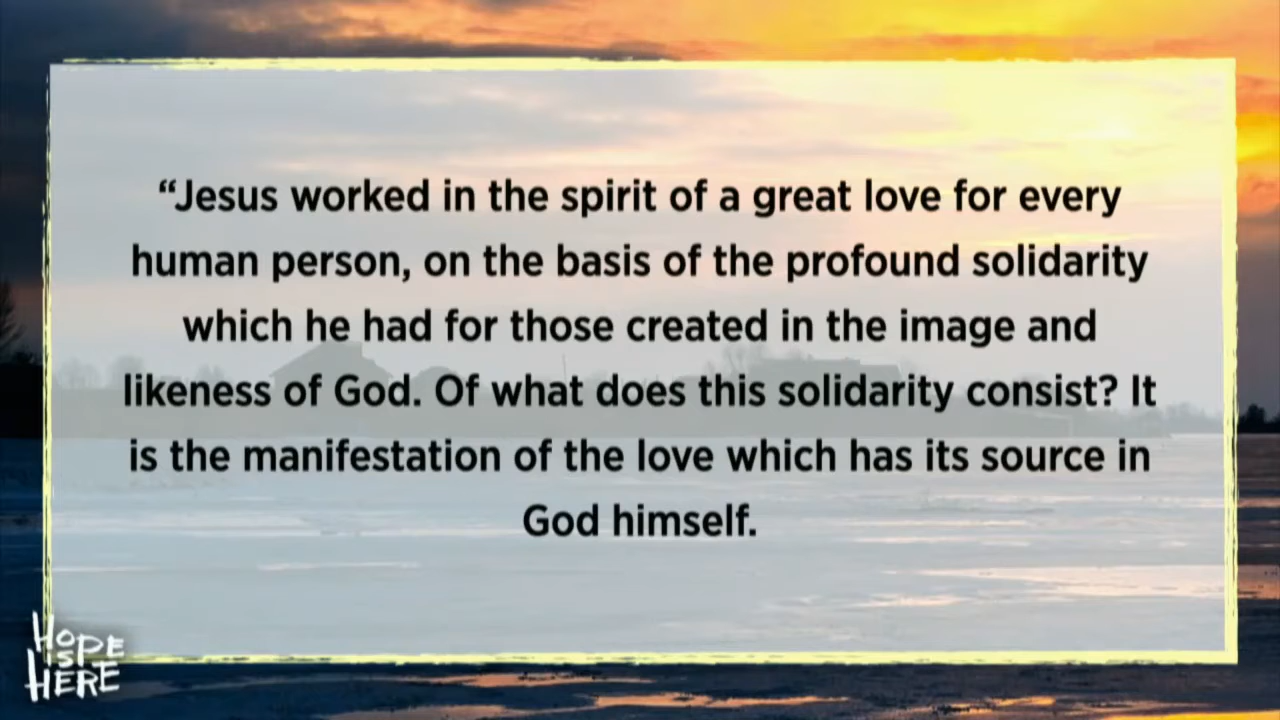 “Jesus worked in the spirit of a great love for every
human person, on the basis of the profound solidarity
which he had for those created in the image and
likeness of God. Of what does this solidarity consist? It
is the manifestation of the love which has its source in
God himself.
HOPE
IS
HERE